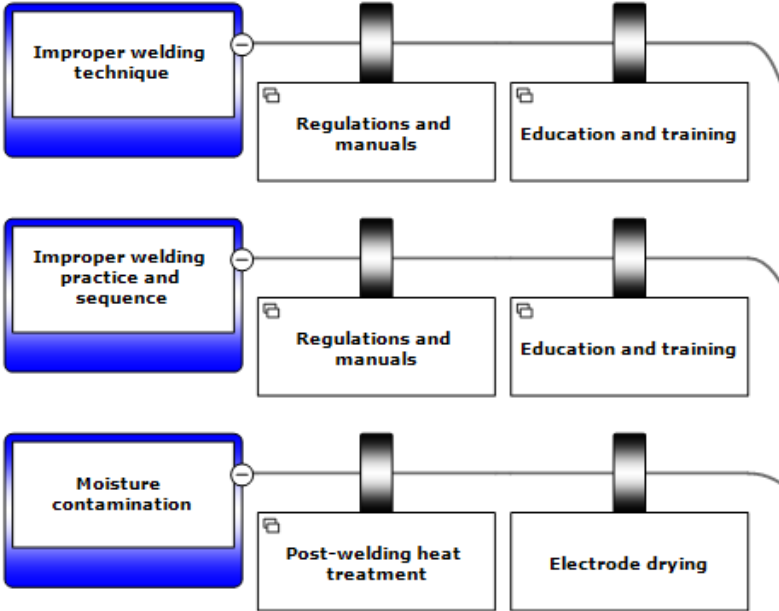 Improper welding
technique
Regulations and
manuals
Education and training
Improper welding
practice and
sequence
Regulations and
manuals
Education and training
Moisture
contamination
Post-welding heat
treatment
Electrode drying